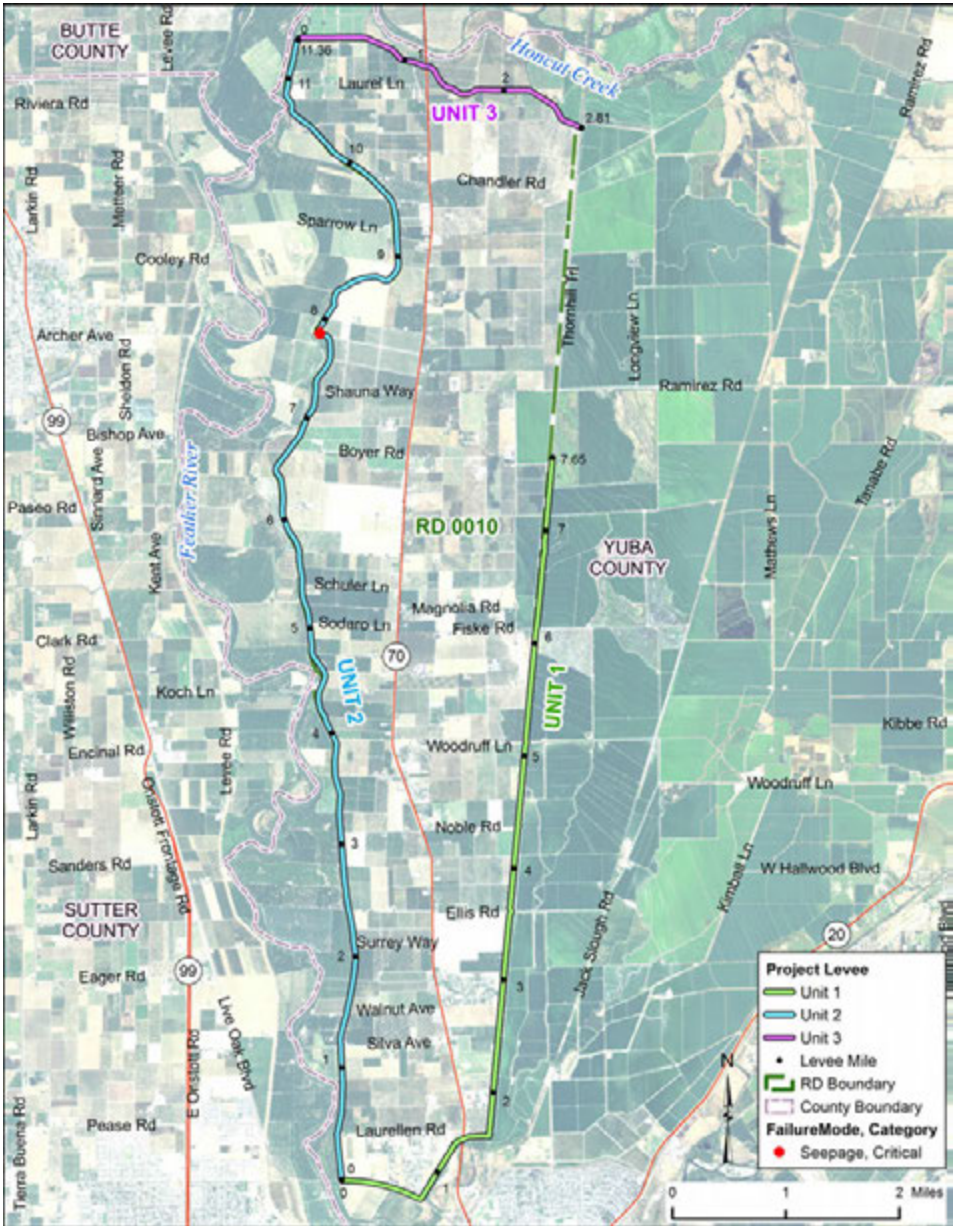 BUTTE
COUNTY
Levee Rd
0
11.36
1
Honcut Creek
Ramirez Rd
11
Laurel Ln
2
Riviera Rd
UNIT 3
2.81
10
Chandler Rd
Larkin Rd
Metteer Rd
Sparrow Ln
9
Cooley Rd
Thornhill Trl
Longview Ln
8
Archer Ave
Sheldon Rd
Shauna Way
Ramirez Rd
99
7
Bishop Ave
Boyer Rd
7.65
Tanabe Rd
Sinnard Ave
Feather River
Paseo Rd
6
RD 0010
7
YUBA
COUNTY
Mathews Ln
Kent Ave
Schuler Ln
Magnolia Rd
5
Sodaro Ln
Fiske Rd
6
Clark Rd
70
Williston Rd
Koch Ln
UNIT 2
UNIT 1
4
Kibbe Rd
Encinal Rd
Levee Rd
Woodruff Ln
5
Woodruff Ln
Larkin Rd
Onstott Frontage Rd
Noble Rd
3
Sanders Rd
4
Kimball Ln
W Hallwood Blvd
SUTTER
COUNTY
Ellis Rd
Jack Slough Rd
20
2
Surrey Way
Eager Rd
99
3
Live Oak Blvd
Walnut Ave
Silva Ave
E Onstott Rd
1
2
Tierra Buena Rd
Pease Rd
Laurellen Rd
0
0
1
Project Levee
Unit 1
Unit 2
Unit 3
Levee Mile
RD Boundary
County Boundary
FailureMode, Category
Seepage, Critical
N
0
1
2 Miles